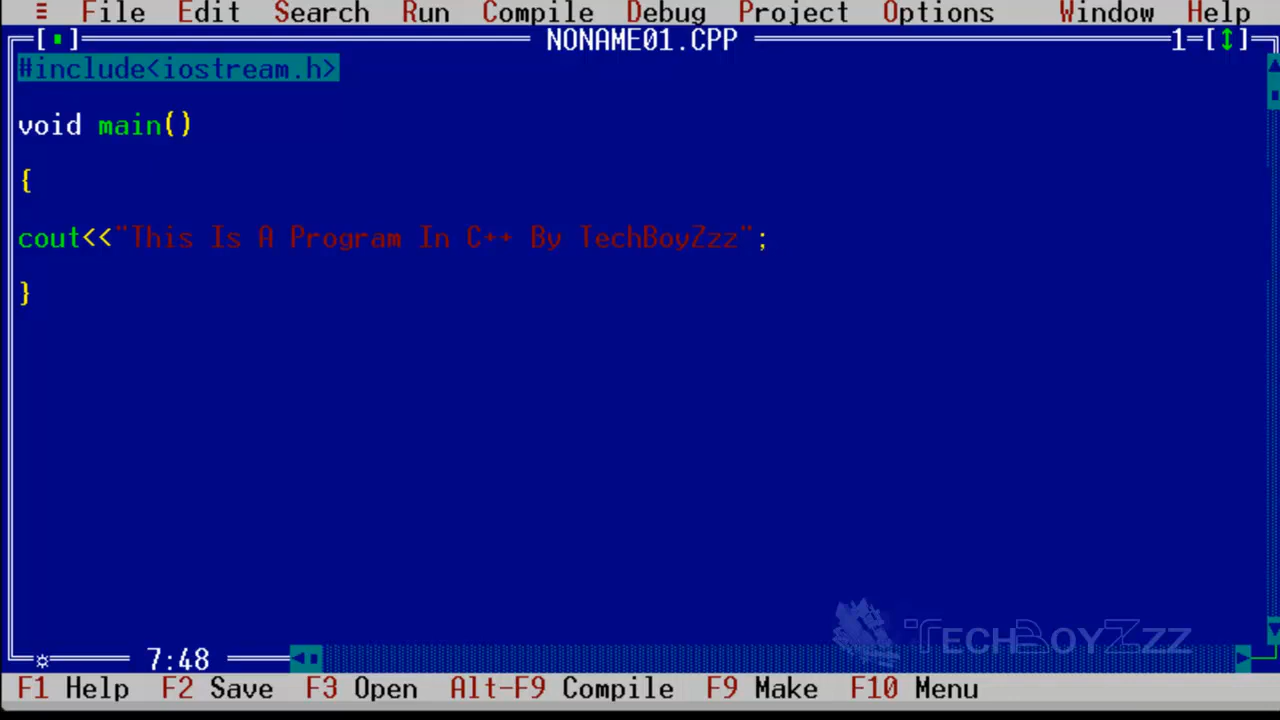 ≡ File Edit Search Run Compile Debug Project Options Window Help
[■] NONAME01.CPP 1=[↕]
#include<iostream.h>
void main()
{
cout<<"This Is A Program In C++ By TechBoyZzz";
}
TECHBOYZZZ
7:48
F1 Help F2 Save F3 Open Alt-F9 Compile F9 Make F10 Menu